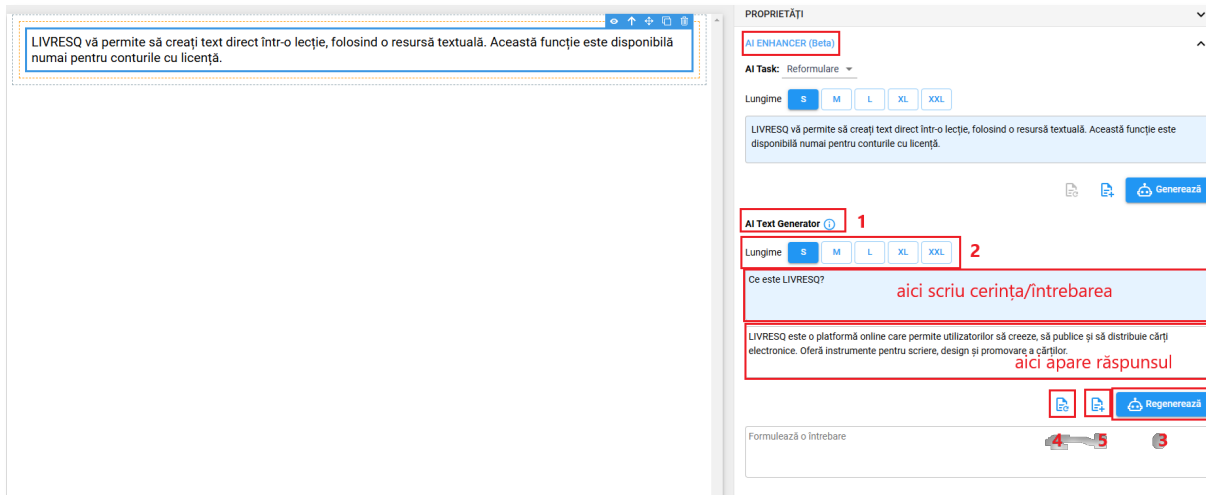 LIVRESQ vă permite să creați text direct într-o lecție, folosind o resursă textuală. Această funcție este disponibilă
numai pentru conturile cu licență.
PROPRIETĂȚI
AI ENHANCER (Beta)
AI Task: Reformulare
Lungime S M L XL XXL
LIVRESQ vă permite să creați text direct într-o lecție, folosind o resursă textuală. Această funcție este
disponibilă numai pentru conturile cu licență.
Generează
AI Text Generator 1
Lungime S M L XL XXL 2
Ce este LIVRESQ?
aici scriu cerința/întrebarea
LIVRESQ este o platformă online care permite utilizatorilor să creeze, să publice și să distribuie cărți
electronice. Oferă instrumente pentru scriere, design și promovare a cărților.
aici apare răspunsul
Regenerează
Formulează o întrebare
4 5 3